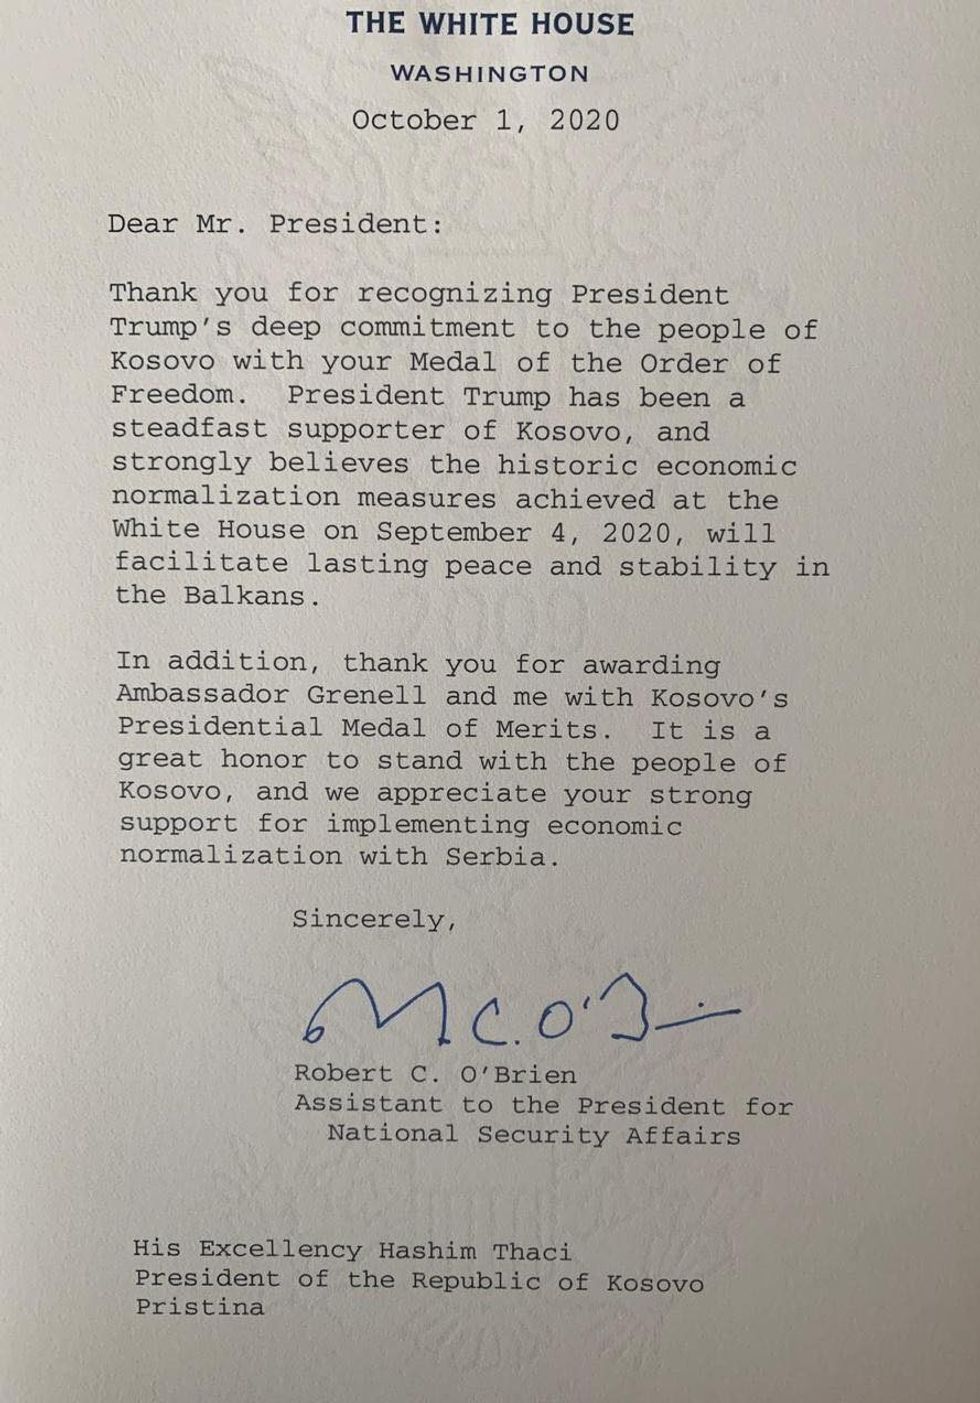 THE WHITE HOUSE
WASHINGTON
October 1, 2020
Dear Mr. President:
Thank you for recognizing President
Trump's deep commitment to the people of
Kosovo with your Medal of the Order of
Freedom.  President Trump has been a
steadfast supporter of Kosovo, and
strongly believes the historic economic
normalization measures achieved at the
White House on September 4, 2020, will
facilitate lasting peace and stability in
the Balkans.
In addition, thank you for awarding
Ambassador Grenell and me with Kosovo's
Presidential Medal of Merits.  It is a
great honor to stand with the people of
Kosovo, and we appreciate your strong
support for implementing economic
normalization with Serbia.
Sincerely,
Robert C. O'Brien
Assistant to the President for
National Security Affairs
His Excellency Hashim Thaci
President of the Republic of Kosovo
Pristina